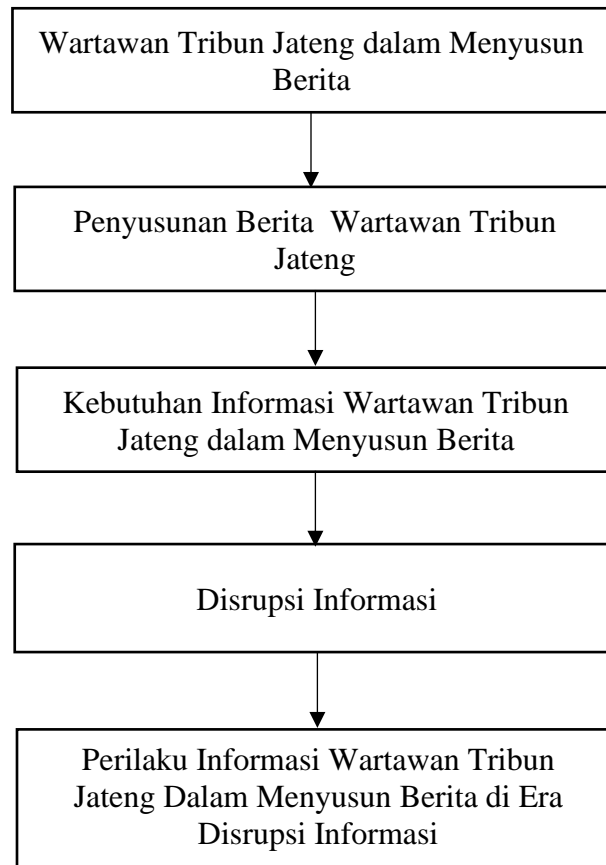 Wartawan Tribun Jateng dalam Menyusun
Berita
Penyusunan Berita  Wartawan Tribun
Jateng
Kebutuhan Informasi Wartawan Tribun
Jateng dalam Menyusun Berita
Disrupsi Informasi
Perilaku Informasi Wartawan Tribun
Jateng Dalam Menyusun Berita di Era
Disrupsi Informasi